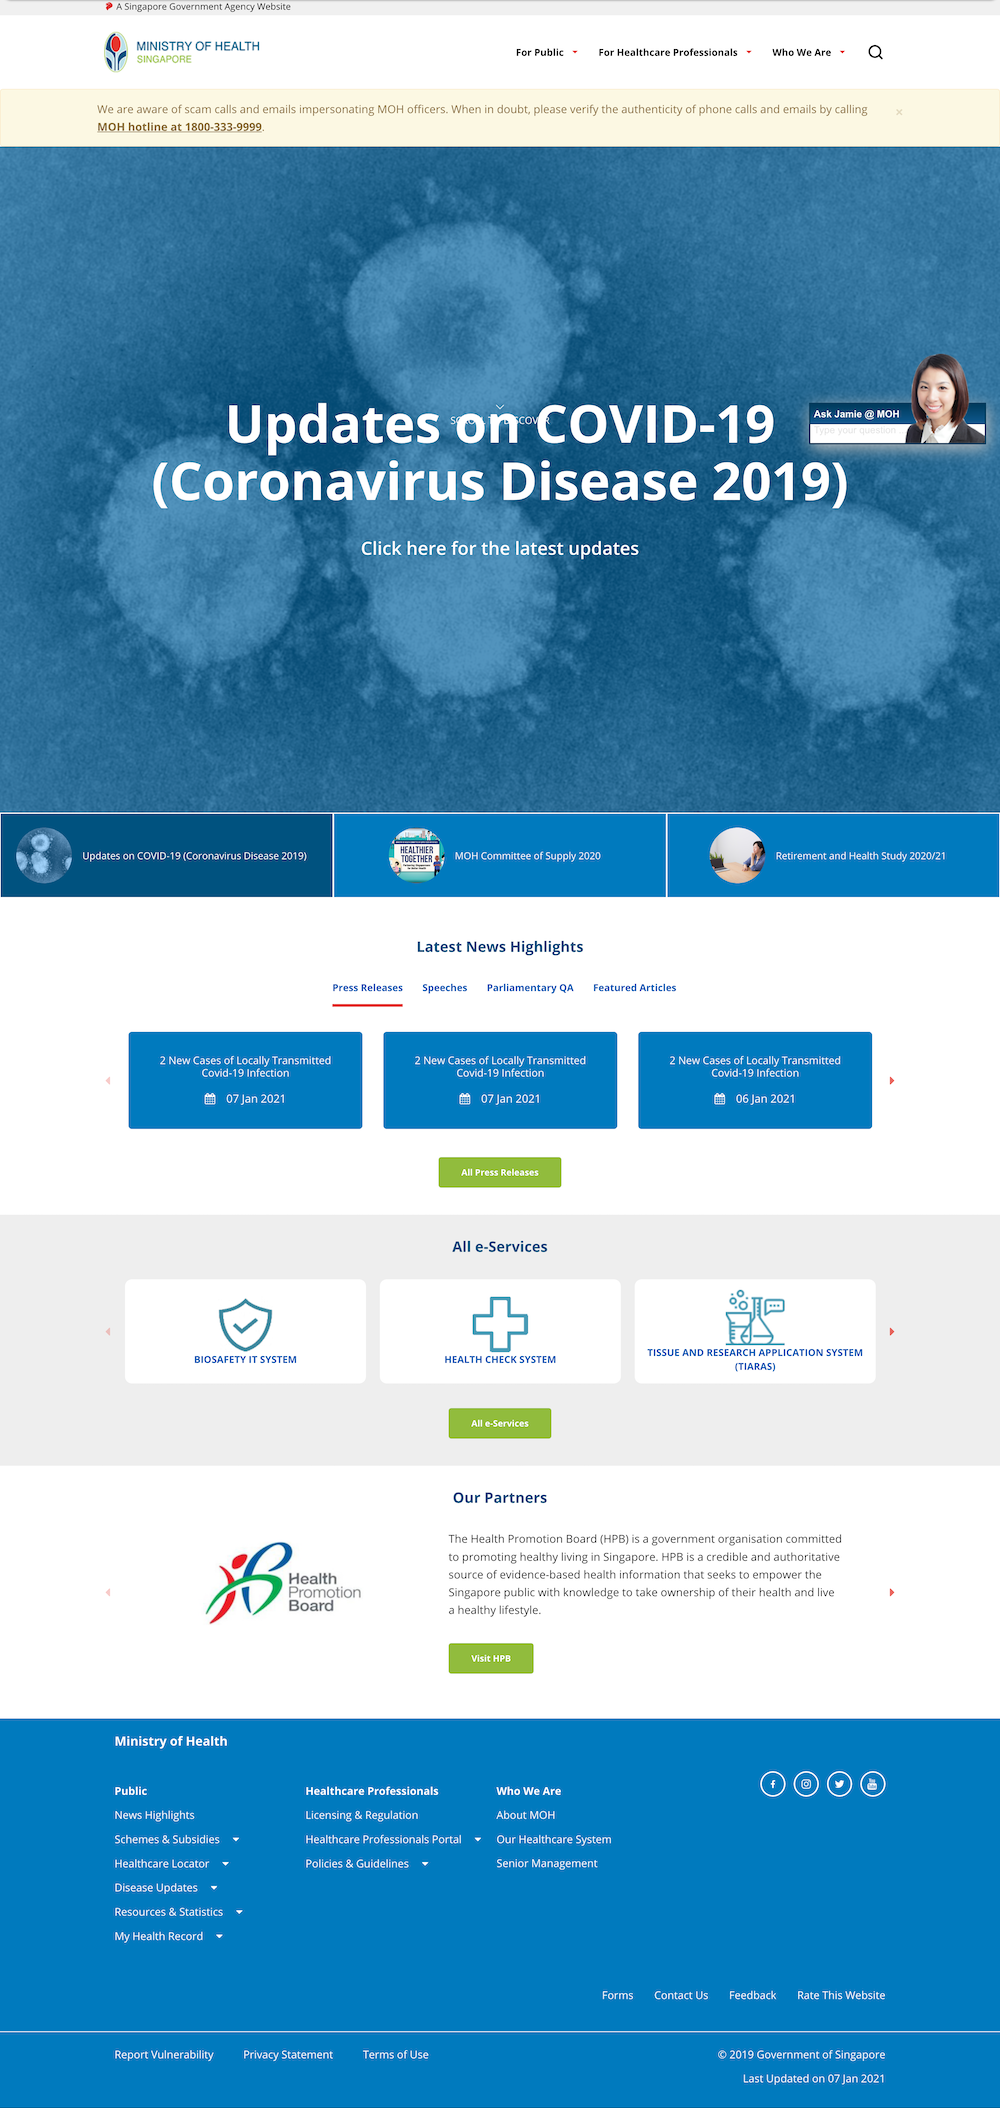 A Singapore Government Agency Website
MINISTRY OF HEALTH
SINGAPORE
For Public
For Healthcare Professionals
Who We Are
We are aware of scam calls and emails impersonating MOH officers. When in doubt, please verify the authenticity of phone calls and emails by calling
MOH hotline at 1800-333-9999.
Updates on COVID-19
(Coronavirus Disease 2019)
Click here for the latest updates
Ask Jamie @ MOH
Type your question
Updates on COVID-19 (Coronavirus Disease 2019)
HEALTHIER
TOGETHER
MOH Committee of Supply 2020
Retirement and Health Study 2020/21
Latest News Highlights
Press Releases
Speeches
Parliamentary QA
Featured Articles
2 New Cases of Locally Transmitted
Covid-19 Infection
07 Jan 2021
2 New Cases of Locally Transmitted
Covid-19 Infection
07 Jan 2021
2 New Cases of Locally Transmitted
Covid-19 Infection
06 Jan 2021
All Press Releases
All e-Services
BIOSAFETY IT SYSTEM
HEALTH CHECK SYSTEM
TISSUE AND RESEARCH APPLICATION SYSTEM
(TIARAS)
All e-Services
Our Partners
Health
Promotion
Board
The Health Promotion Board (HPB) is a government organisation committed
to promoting healthy living in Singapore. HPB is a credible and authoritative
source of evidence-based health information that seeks to empower the
Singapore public with knowledge to take ownership of their health and live
a healthy lifestyle.
Visit HPB
Ministry of Health
Public
News Highlights
Schemes & Subsidies
Healthcare Locator
Disease Updates
Resources & Statistics
My Health Record
Healthcare Professionals
Licensing & Regulation
Healthcare Professionals Portal
Policies & Guidelines
Who We Are
About MOH
Our Healthcare System
Senior Management
Forms
Contact Us
Feedback
Rate This Website
Report Vulnerability
Privacy Statement
Terms of Use
© 2019 Government of Singapore
Last Updated on 07 Jan 2021